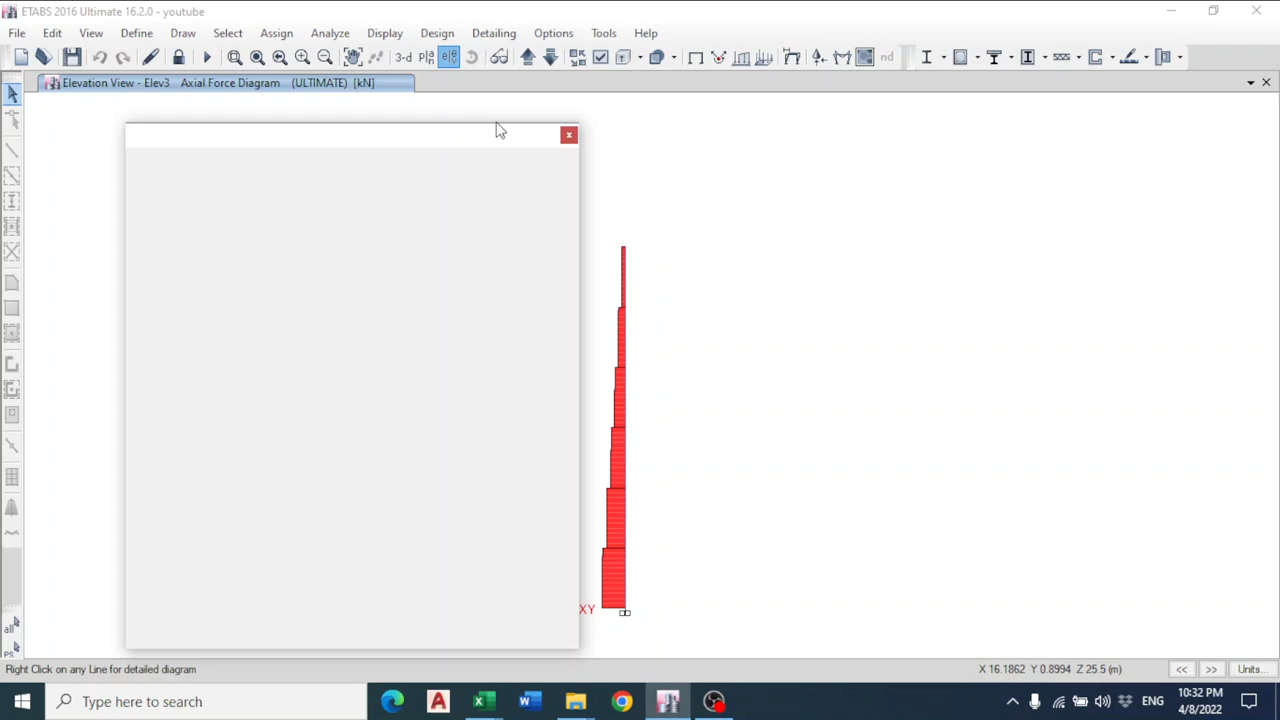 ETABS 2016 Ultimate 16.2.0 - youtube
File Edit View Define Draw Select Assign Analyze Display Design Detailing Options Tools Help
3-d pla ele nd
Elevation View - Elev3 Axial Force Diagram (ULTIMATE) [kN]
XY
all
ps
Right Click on any Line for detailed diagram
X 16.1862 Y 0.8994 Z 25.5 (m)
<< >> Units...
Type here to search
ENG
10:32 PM
4/8/2022